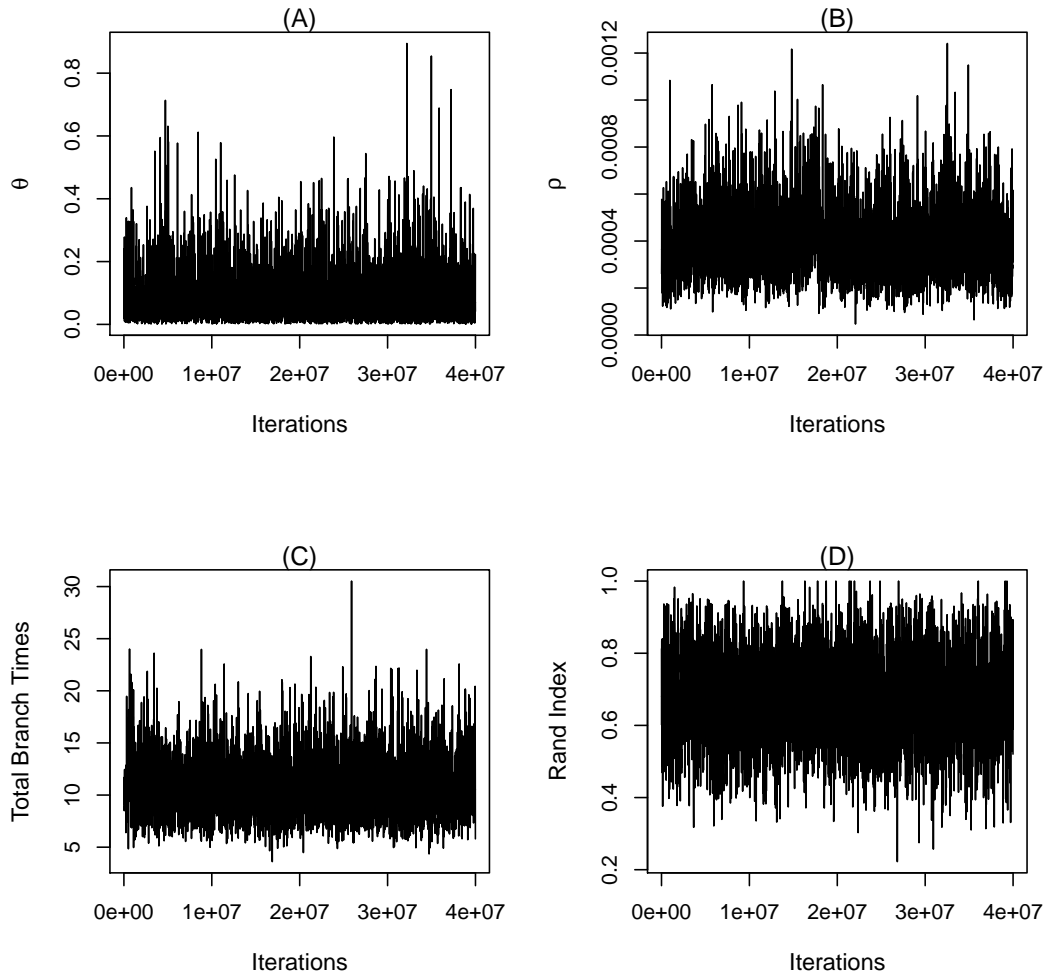 (A)
θ
0.8
0.6
0.4
0.2
0.0
0e+00 1e+07 2e+07 3e+07 4e+07
Iterations
(B)
ρ
0.0012
0.0008
0.0004
0.0000
0e+00 1e+07 2e+07 3e+07 4e+07
Iterations
(C)
Total Branch Times
30
25
20
15
10
5
0e+00 1e+07 2e+07 3e+07 4e+07
Iterations
(D)
Rand Index
1.0
0.8
0.6
0.4
0.2
0e+00 1e+07 2e+07 3e+07 4e+07
Iterations